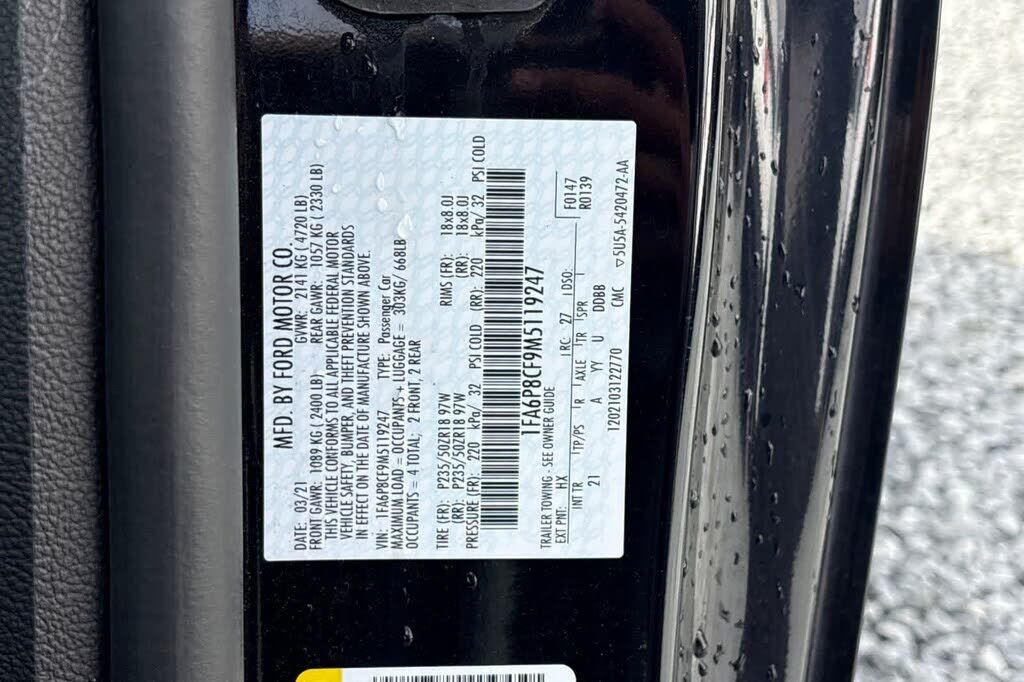 MFD. BY FORD MOTOR CO.
DATE: 03/21 GVWR: 2141 KG ( 4720 LB)
FRONT GAWR: 1089 KG ( 2400 LB) REAR GAWR: 1057 KG ( 2330 LB)
THIS VEHICLE CONFORMS TO ALL APPLICABLE FEDERAL MOTOR
VEHICLE SAFETY, BUMPER, AND THEFT PREVENTION STANDARDS
IN EFFECT ON THE DATE OF MANUFACTURE SHOWN ABOVE.
VIN: 1FA6P8CF9M5119247 TYPE: Passenger Car
MAXIMUM LOAD = OCCUPANTS + LUGGAGE = 303KG/ 668LB
OCCUPANTS = 4 TOTAL; 2 FRONT, 2 REAR
TIRE (FR): P235/50ZR18 97W RIMS (FR): 18x8.0J
(RR): P235/50ZR18 97W (RR): 18x8.0J
PRESSURE (FR): 220 kPa/ 32 PSI COLD (RR): 220 kPa/ 32 PSI COLD
1FA6P8CF9M5119247
TRAILER TOWING - SEE OWNER GUIDE
F0147
EXT PNT: HX RC: 27 DSO: R0139
INT TR TP/PS R AXLE TR SPR
21 A YY U DDBB
1202103122770 CMC ▽5U5A-5420472-AA